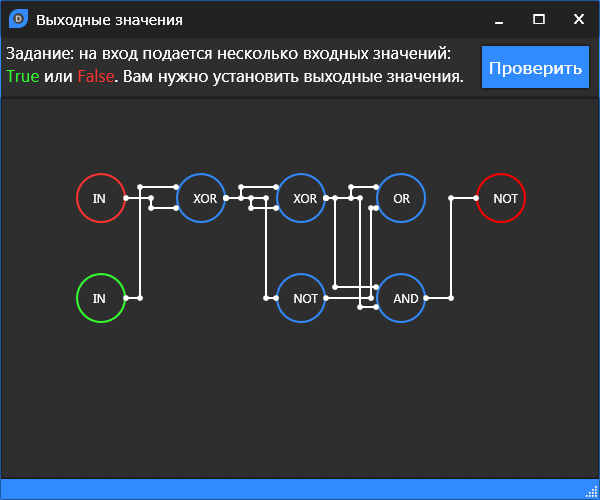 D Выходные значения
Задание: на вход подается несколько входных значений:
True или False. Вам нужно установить выходные значения.
Проверить
IN XOR XOR OR NOT
IN NOT AND